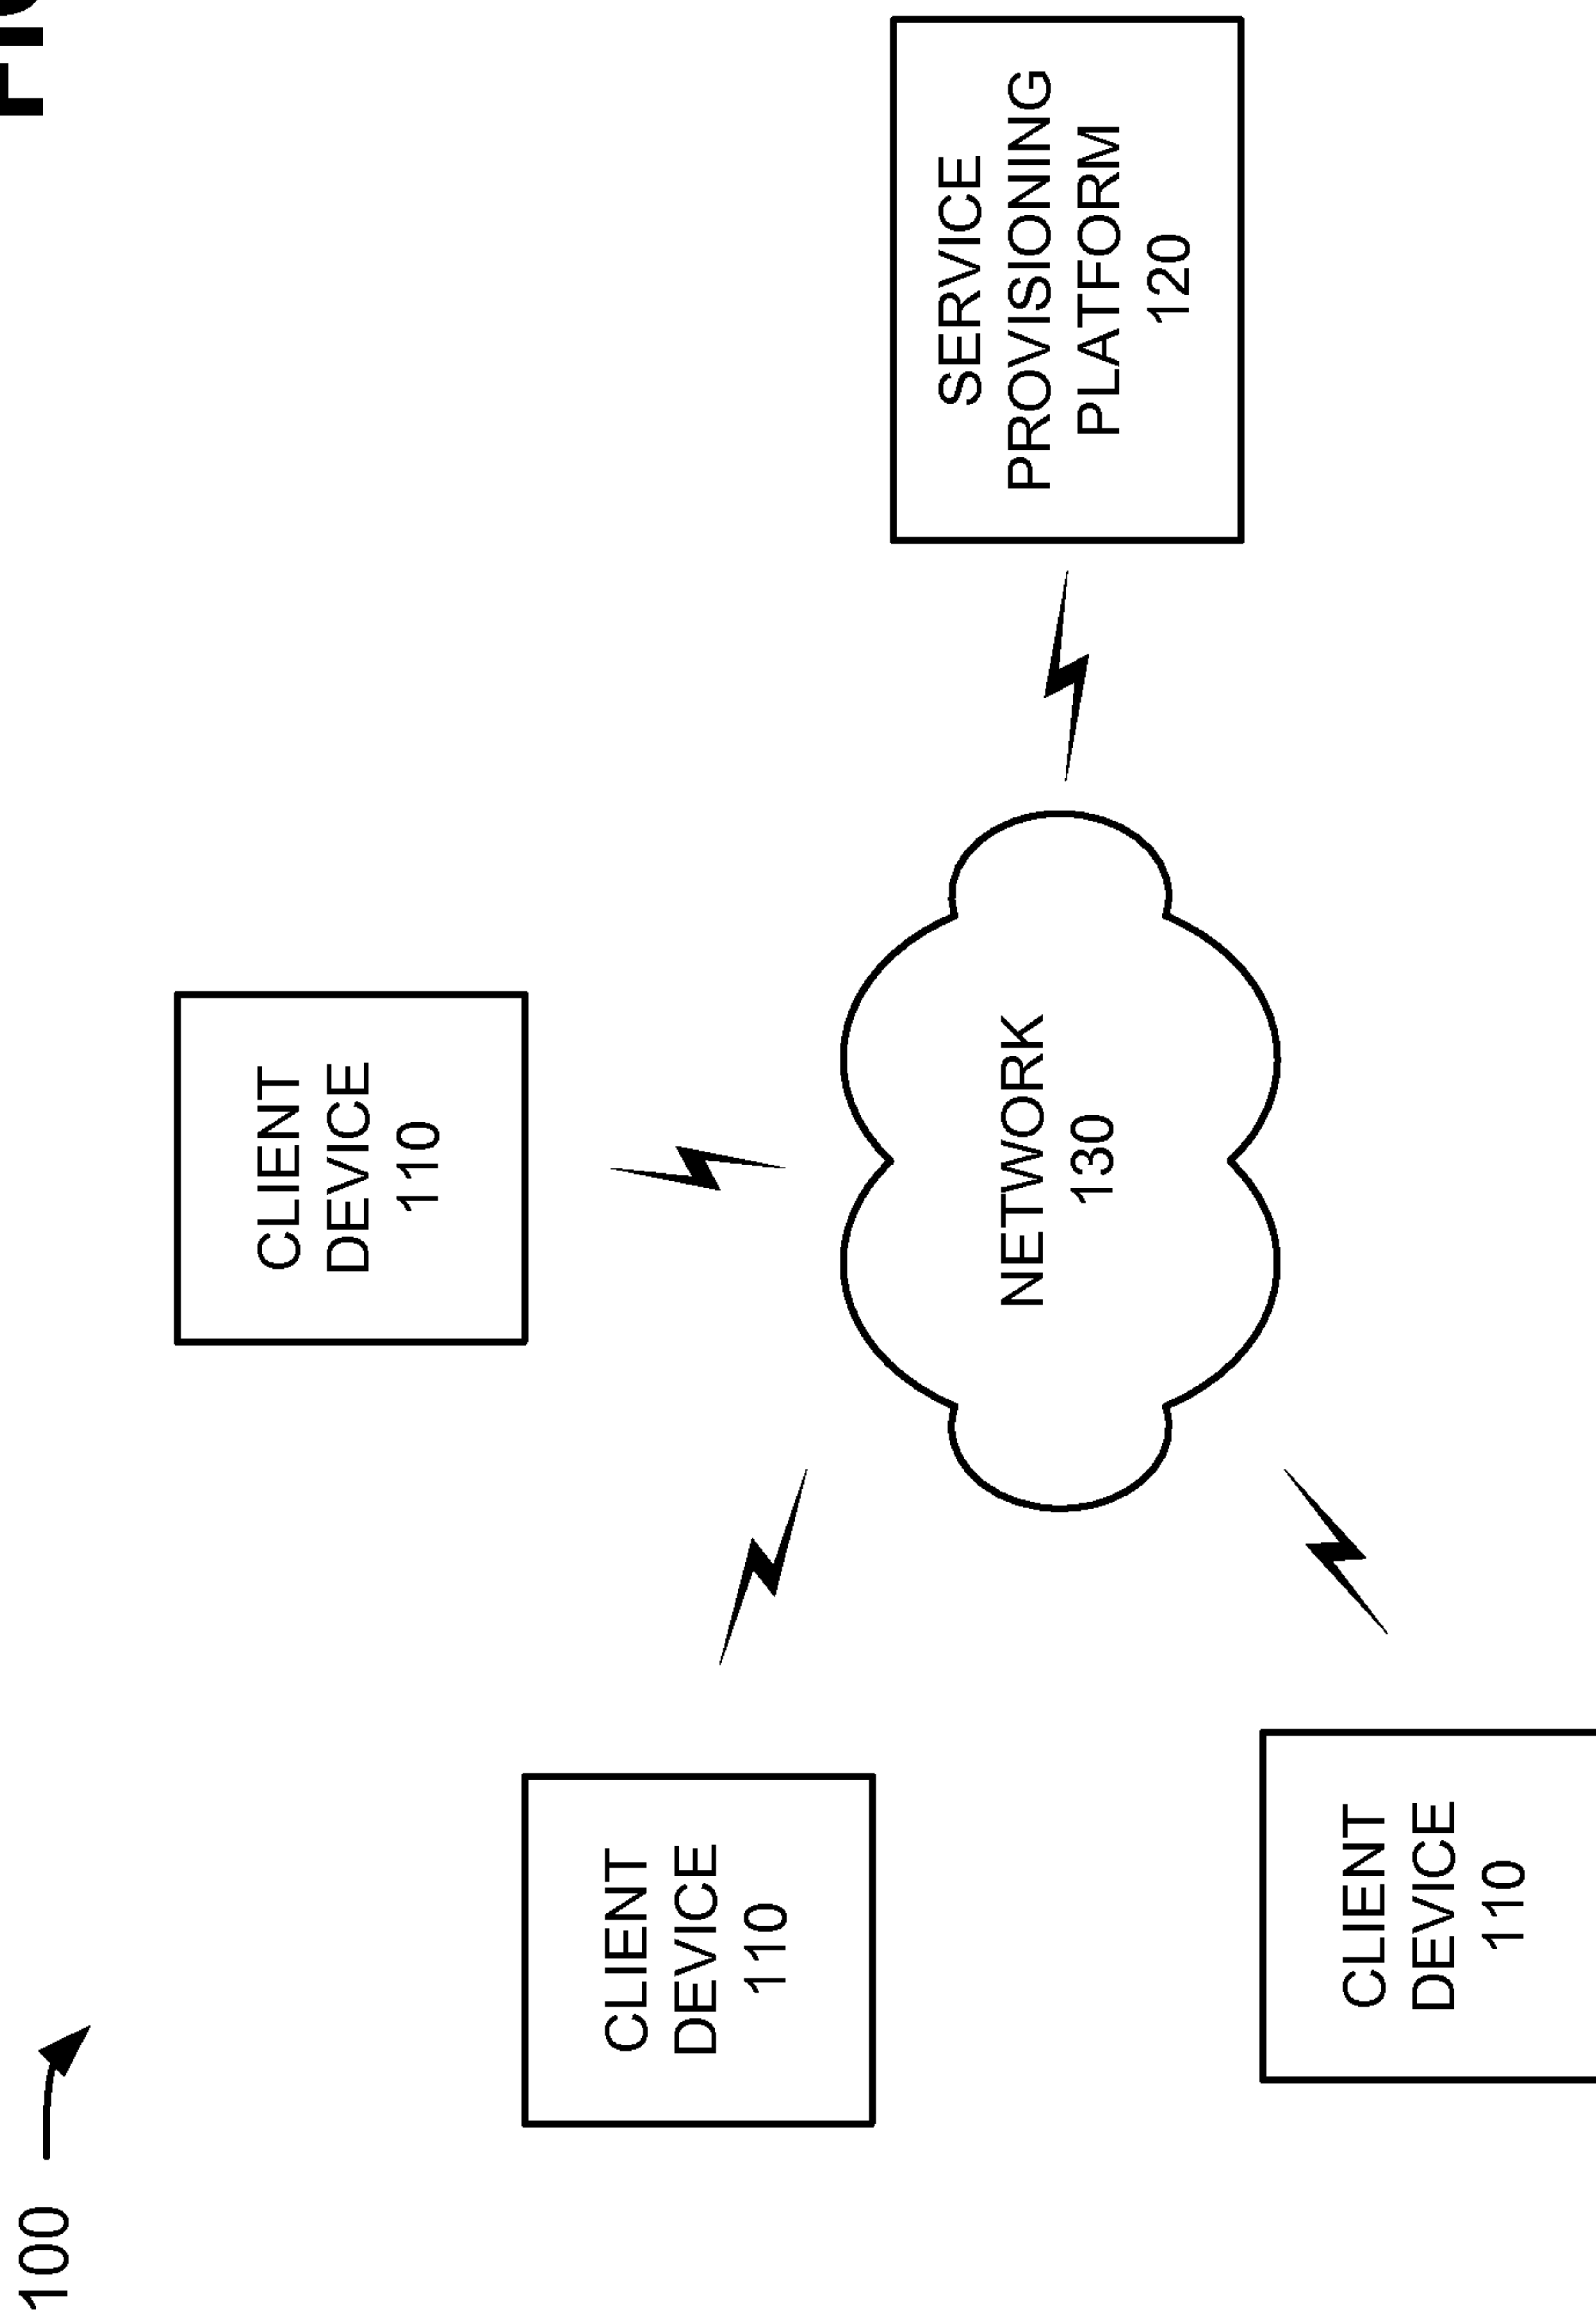 100
CLIENT
DEVICE
110
CLIENT
DEVICE
110
NETWORK
130
SERVICE
PROVISIONING
PLATFORM
120
CLIENT
DEVICE
110